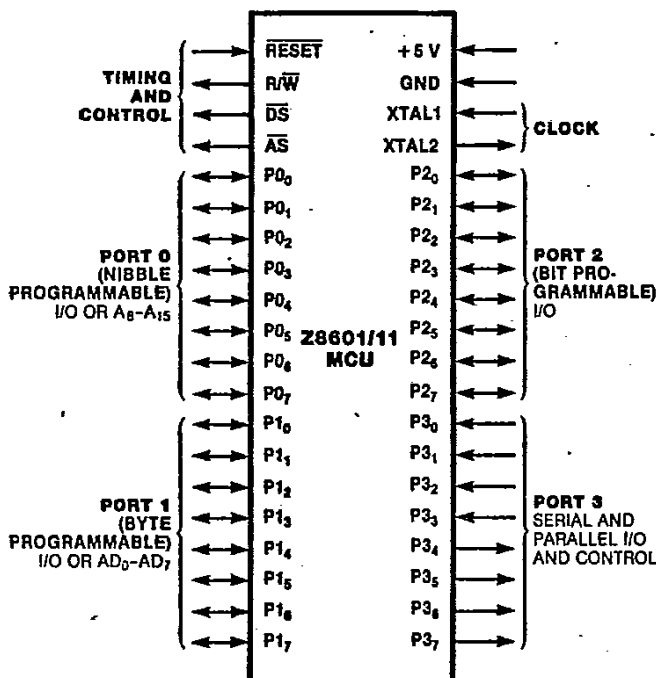 TIMING
AND
CONTROL
R̅E̅S̅E̅T̅
R/W̅
D̅S̅
A̅S̅
PORT 0
(NIBBLE
PROGRAMMABLE)
I/O OR A₈–A₁₅
P0₀
P0₁
P0₂
P0₃
P0₄
P0₅
P0₆
P0₇
PORT 1
(BYTE
PROGRAMMABLE)
I/O OR AD₀–AD₇
P1₀
P1₁
P1₂
P1₃
P1₄
P1₅
P1₆
P1₇
Z8601/11
MCU
+5 V
GND
XTAL1
XTAL2
CLOCK
P2₀
P2₁
P2₂
P2₃
P2₄
P2₅
P2₆
P2₇
PORT 2
(BIT PRO-
GRAMMABLE)
I/O
P3₀
P3₁
P3₂
P3₃
P3₄
P3₅
P3₆
P3₇
PORT 3
SERIAL AND
PARALLEL I/O
AND CONTROL